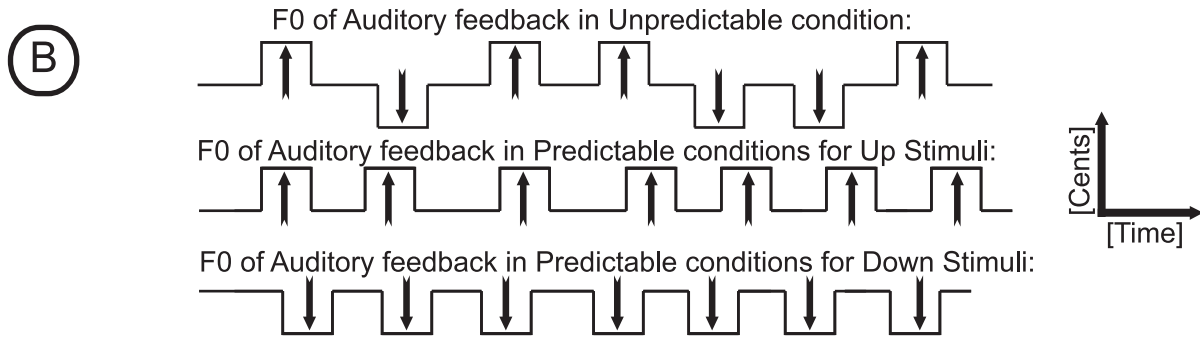 B
F0 of Auditory feedback in Unpredictable condition:
F0 of Auditory feedback in Predictable conditions for Up Stimuli:
[Cents]
[Time]
F0 of Auditory feedback in Predictable conditions for Down Stimuli: